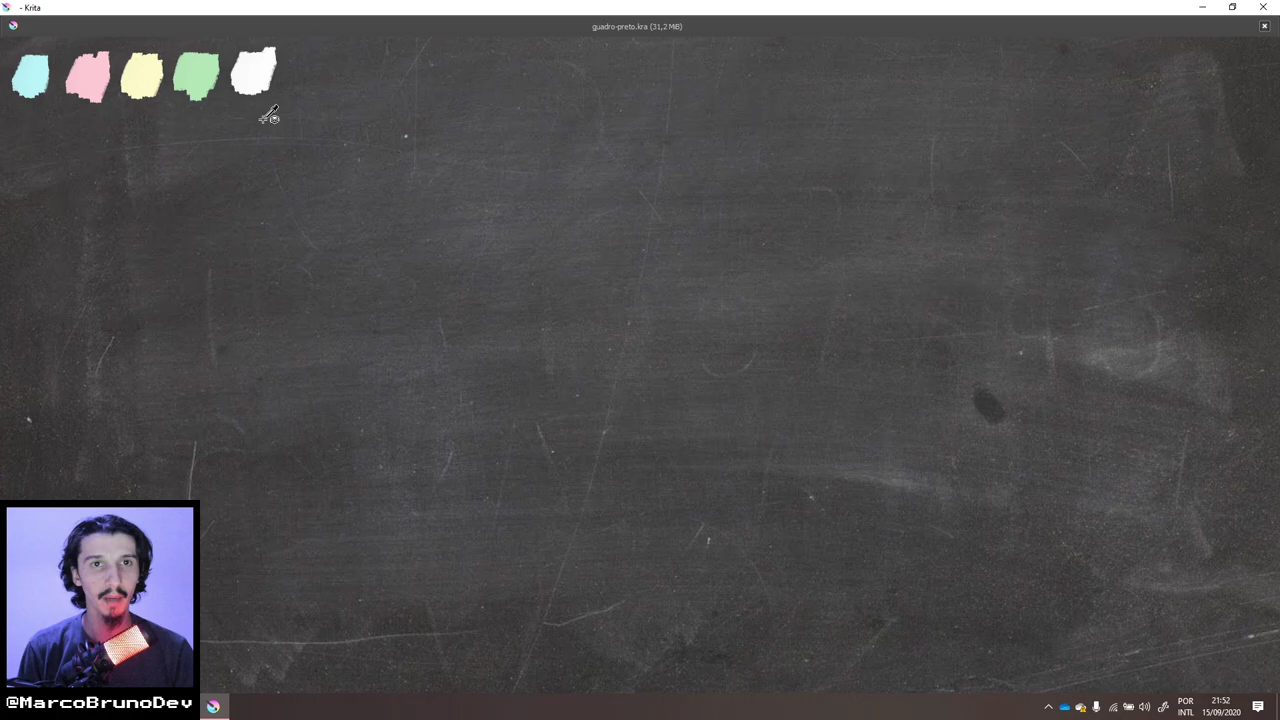 - Krita
quadro-preto.kra (31,2 MiB)
@MarcoBrunoDev
POR
INTL
21:52
15/09/2020